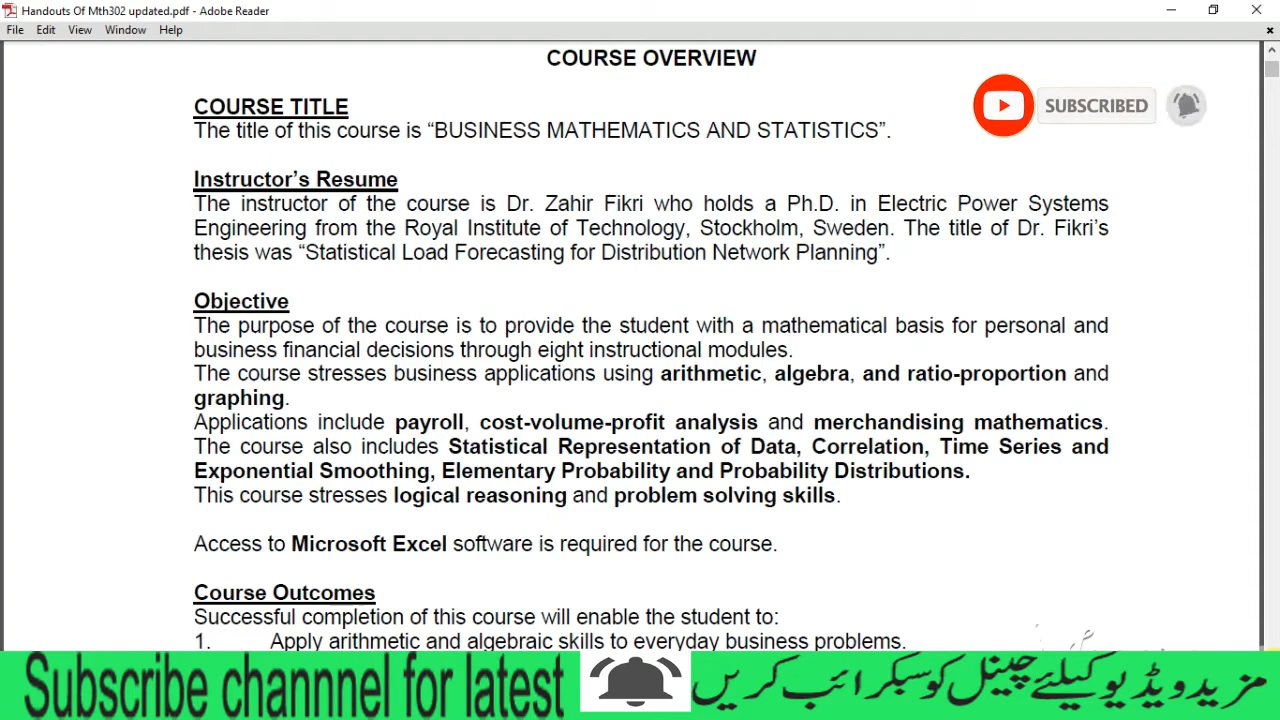 Handouts Of Mth302 updated.pdf - Adobe Reader
File Edit View Window Help
COURSE OVERVIEW
COURSE TITLE
The title of this course is “BUSINESS MATHEMATICS AND STATISTICS”.
SUBSCRIBED
Instructor’s Resume
The instructor of the course is Dr. Zahir Fikri who holds a Ph.D. in Electric Power Systems
Engineering from the Royal Institute of Technology, Stockholm, Sweden. The title of Dr. Fikri’s
thesis was “Statistical Load Forecasting for Distribution Network Planning”.
Objective
The purpose of the course is to provide the student with a mathematical basis for personal and
business financial decisions through eight instructional modules.
The course stresses business applications using arithmetic, algebra, and ratio-proportion and
graphing.
Applications include payroll, cost-volume-profit analysis and merchandising mathematics.
The course also includes Statistical Representation of Data, Correlation, Time Series and
Exponential Smoothing, Elementary Probability and Probability Distributions.
This course stresses logical reasoning and problem solving skills.
Access to Microsoft Excel software is required for the course.
Course Outcomes
Successful completion of this course will enable the student to:
1. Apply arithmetic and algebraic skills to everyday business problems.
Subscribe channnel for latest
مزید ویڈیو کیلئے چینل کو سبکرائب کریں